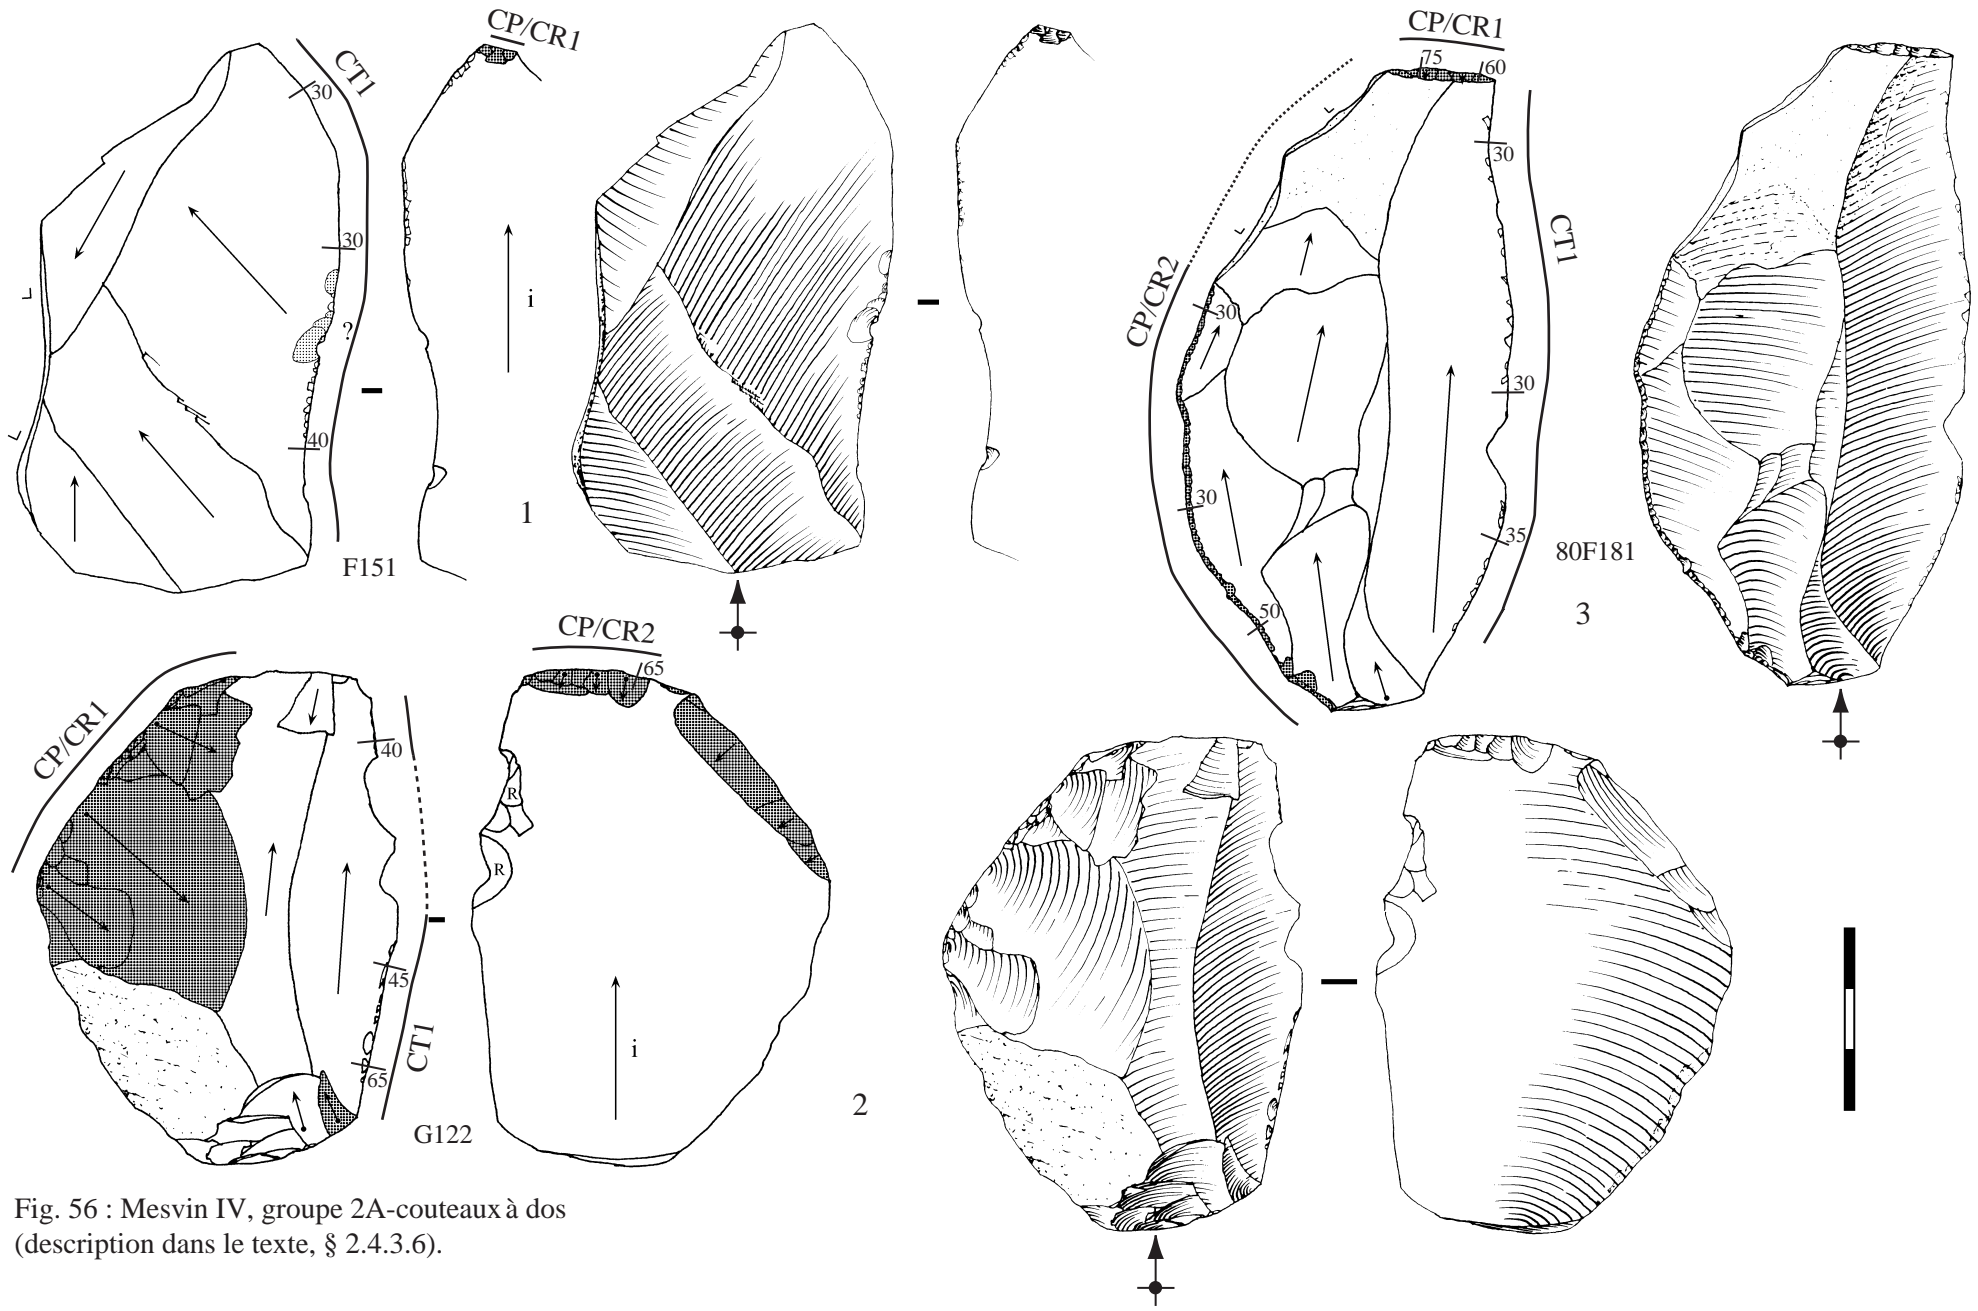 CP/CR1
CT1
30
30
?
40
i
1
F151
CP/CR1
75
60
30
CT1
CP/CR2
30
30
30
35
50
80F181
3
CP/CR2
65
CP/CR1
40
R
R
45
CT1
65
i
G122
2
Fig. 56 : Mesvin IV, groupe 2A-couteaux à dos
(description dans le texte, § 2.4.3.6).